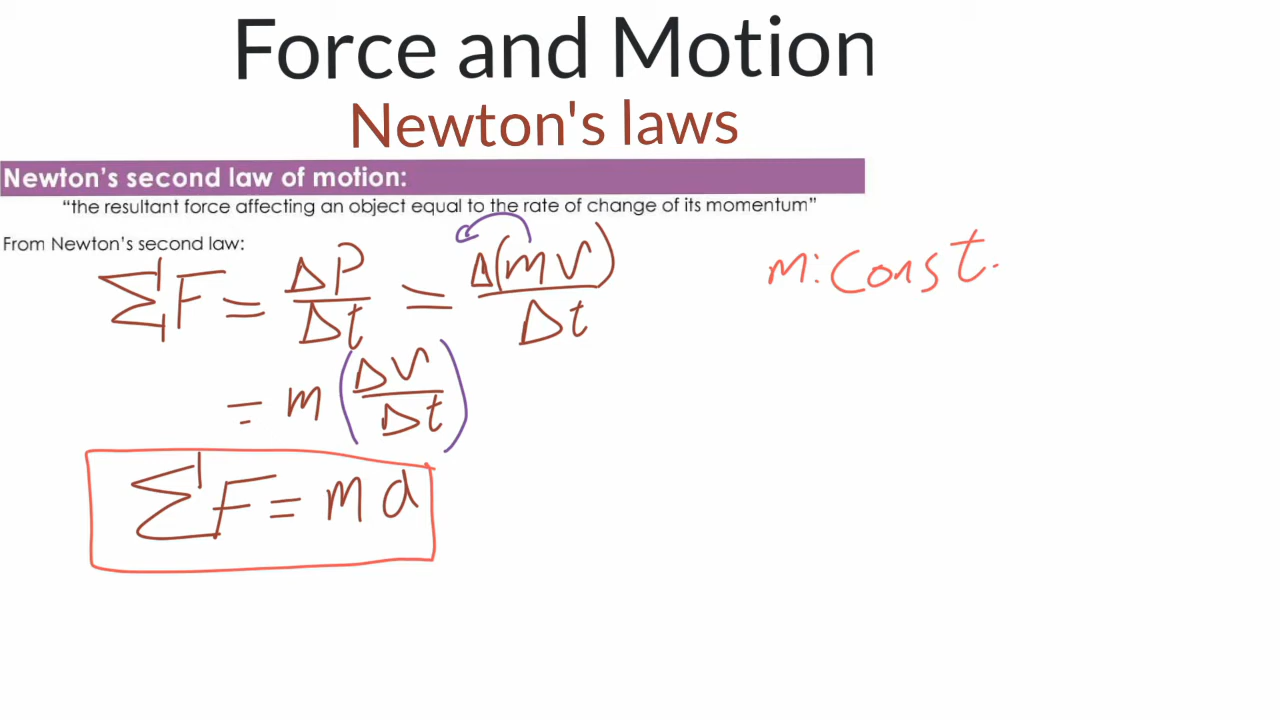 Force and Motion
Newton's laws
Newton's second law of motion:
“the resultant force affecting an object equal to the rate of change of its momentum”
From Newton's second law:
ΣF = ΔP/Δt = Δ(mv)/Δt
m: const.
= m (Δv/Δt)
ΣF = ma